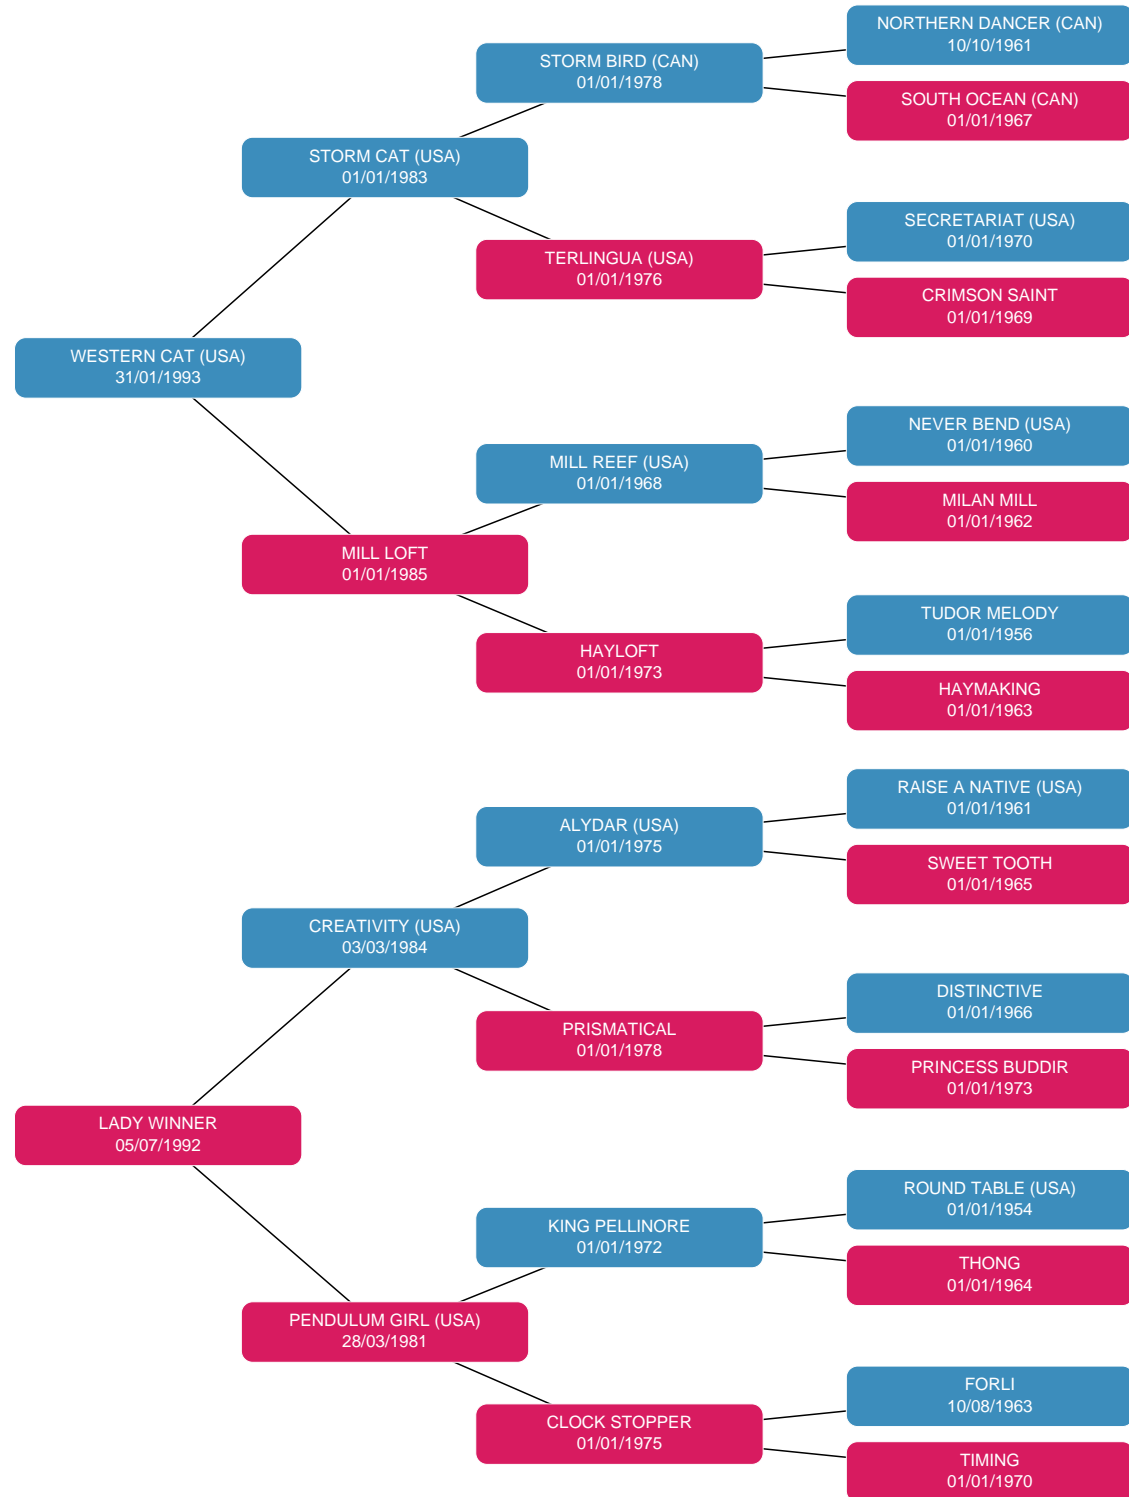 NORTHERN DANCER (CAN)
10/10/1961
STORM BIRD (CAN)
01/01/1978
SOUTH OCEAN (CAN)
01/01/1967
STORM CAT (USA)
01/01/1983
SECRETARIAT (USA)
01/01/1970
TERLINGUA (USA)
01/01/1976
CRIMSON SAINT
01/01/1969
WESTERN CAT (USA)
31/01/1993
NEVER BEND (USA)
01/01/1960
MILL REEF (USA)
01/01/1968
MILAN MILL
01/01/1962
MILL LOFT
01/01/1985
TUDOR MELODY
01/01/1956
HAYLOFT
01/01/1973
HAYMAKING
01/01/1963
RAISE A NATIVE (USA)
01/01/1961
ALYDAR (USA)
01/01/1975
SWEET TOOTH
01/01/1965
CREATIVITY (USA)
03/03/1984
DISTINCTIVE
01/01/1966
PRISMATICAL
01/01/1978
PRINCESS BUDDIR
01/01/1973
LADY WINNER
05/07/1992
ROUND TABLE (USA)
01/01/1954
KING PELLINORE
01/01/1972
THONG
01/01/1964
PENDULUM GIRL (USA)
28/03/1981
FORLI
10/08/1963
CLOCK STOPPER
01/01/1975
TIMING
01/01/1970